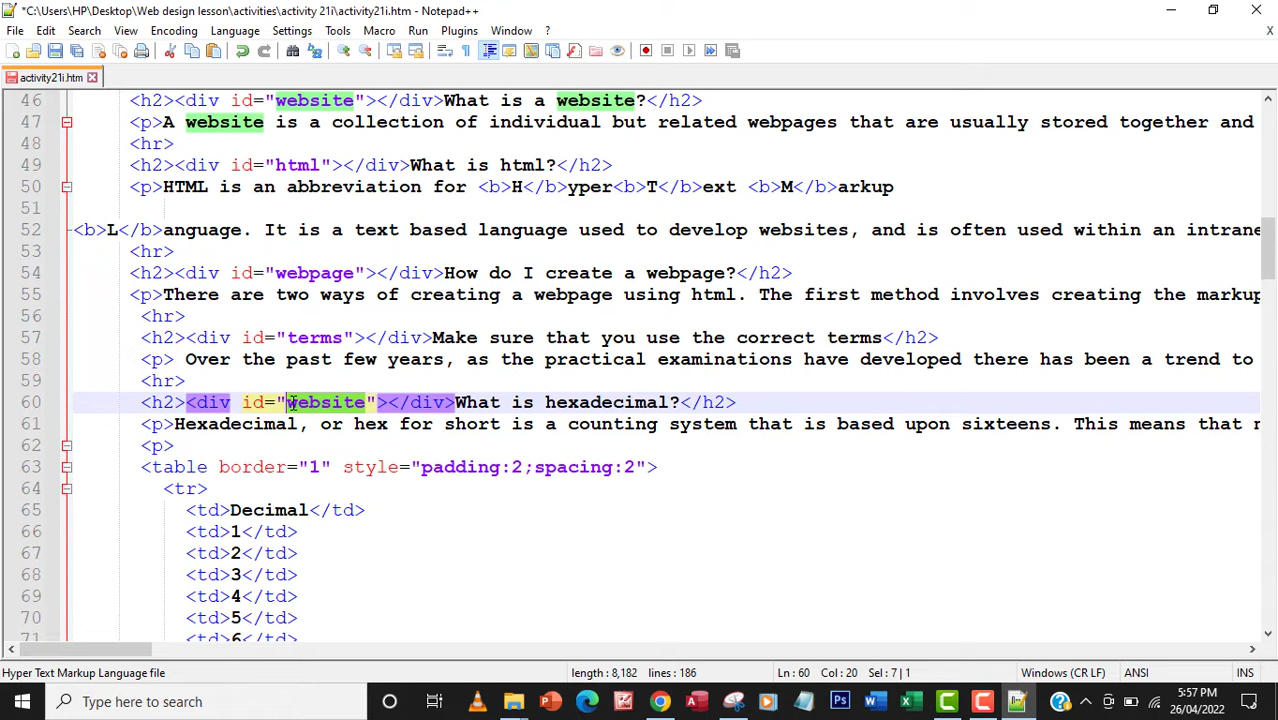 *C:\Users\HP\Desktop\Web design lesson\activities\activity 21i\activity21i.htm - Notepad++
File Edit Search View Encoding Language Settings Tools Macro Run Plugins Window ? X
activity21i.htm
46 <h2><div id="website"></div>What is a website?</h2>
47 <p>A website is a collection of individual but related webpages that are usually stored together and
48 <hr>
49 <h2><div id="html"></div>What is html?</h2>
50 <p>HTML is an abbreviation for <b>H</b>yper<b>T</b>ext <b>M</b>arkup
51
52 <b>L</b>anguage. It is a text based language used to develop websites, and is often used within an intrane
53 <hr>
54 <h2><div id="webpage"></div>How do I create a webpage?</h2>
55 <p>There are two ways of creating a webpage using html. The first method involves creating the markup
56 <hr>
57 <h2><div id="terms"></div>Make sure that you use the correct terms</h2>
58 <p> Over the past few years, as the practical examinations have developed there has been a trend to
59 <hr>
60 <h2><div id="website"></div>What is hexadecimal?</h2>
61 <p>Hexadecimal, or hex for short is a counting system that is based upon sixteens. This means that n
62 <p>
63 <table border="1" style="padding:2;spacing:2">
64 <tr>
65 <td>Decimal</td>
66 <td>1</td>
67 <td>2</td>
68 <td>3</td>
69 <td>4</td>
70 <td>5</td>
71 <td>6</td>
Hyper Text Markup Language file length : 8,182 lines : 186 Ln : 60 Col : 20 Sel : 7 | 1 Windows (CR LF) ANSI INS
Type here to search
5:57 PM
26/04/2022